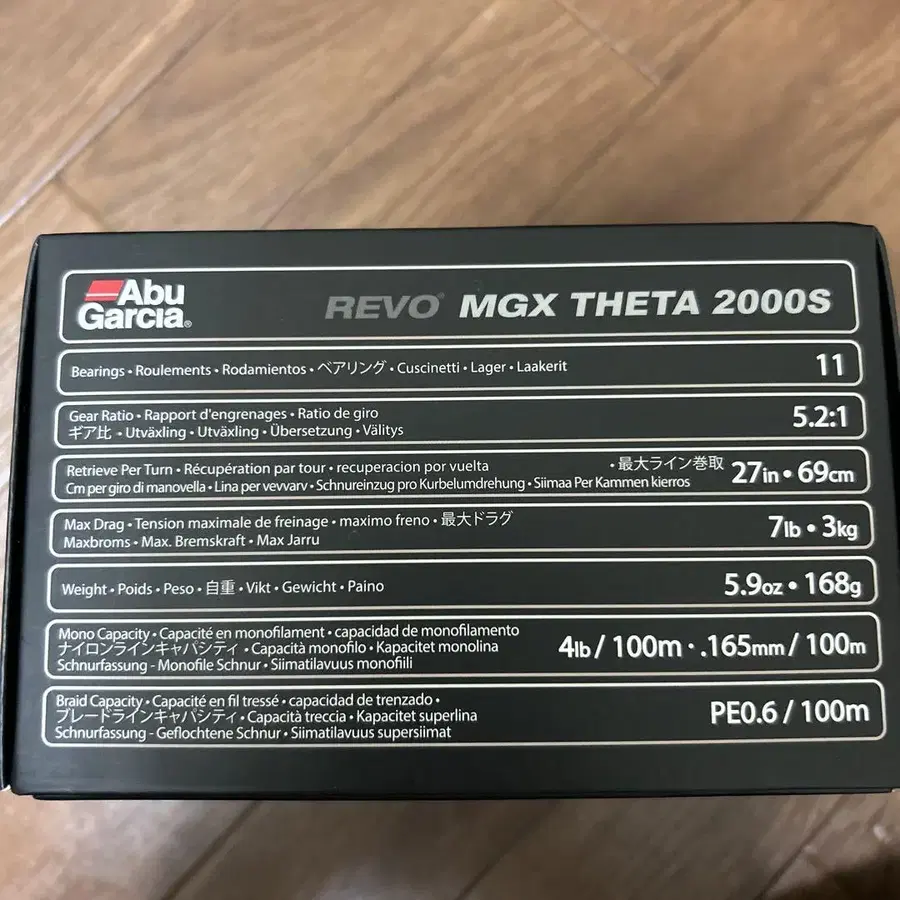 Abu Garcia®
REVO® MGX THETA 2000S
Bearings • Roulements • Rodamientos • ベアリング • Cuscinetti • Lager • Laakerit
11
Gear Ratio • Rapport d'engrenages • Ratio de giro
ギア比 • Utväxling • Utväxling • Übersetzung • Välitys
5.2:1
Retrieve Per Turn • Récupération par tour • recuperacion por vuelta • 最大ライン巻取
Cm per giro di manovella • Lina per vevvarv • Schnureinzug pro Kurbelumdrehung • Siimaa Per Kammen kierros
27in • 69cm
Max Drag • Tension maximale de freinage • maximo freno • 最大ドラグ
Maxbroms • Max. Bremskraft • Max Jarru
7lb • 3kg
Weight • Poids • Peso • 自重 • Vikt • Gewicht • Paino
5.9oz • 168g
Mono Capacity • Capacité en monofilament • capacidad de monofilamento
ナイロンラインキャパシティ • Capacità monofilo • Kapacitet monolina
Schnurfassung - Monofile Schnur • Siimatilavuus monofiili
4lb / 100m • .165mm / 100m
Braid Capacity • Capacité en fil tressé • capacidad de trenzado •
ブレードラインキャパシティ • Capacità treccia • Kapacitet superlina
Schnurfassung - Geflochtene Schnur • Siimatilavuus supersiimat
PE0.6 / 100m